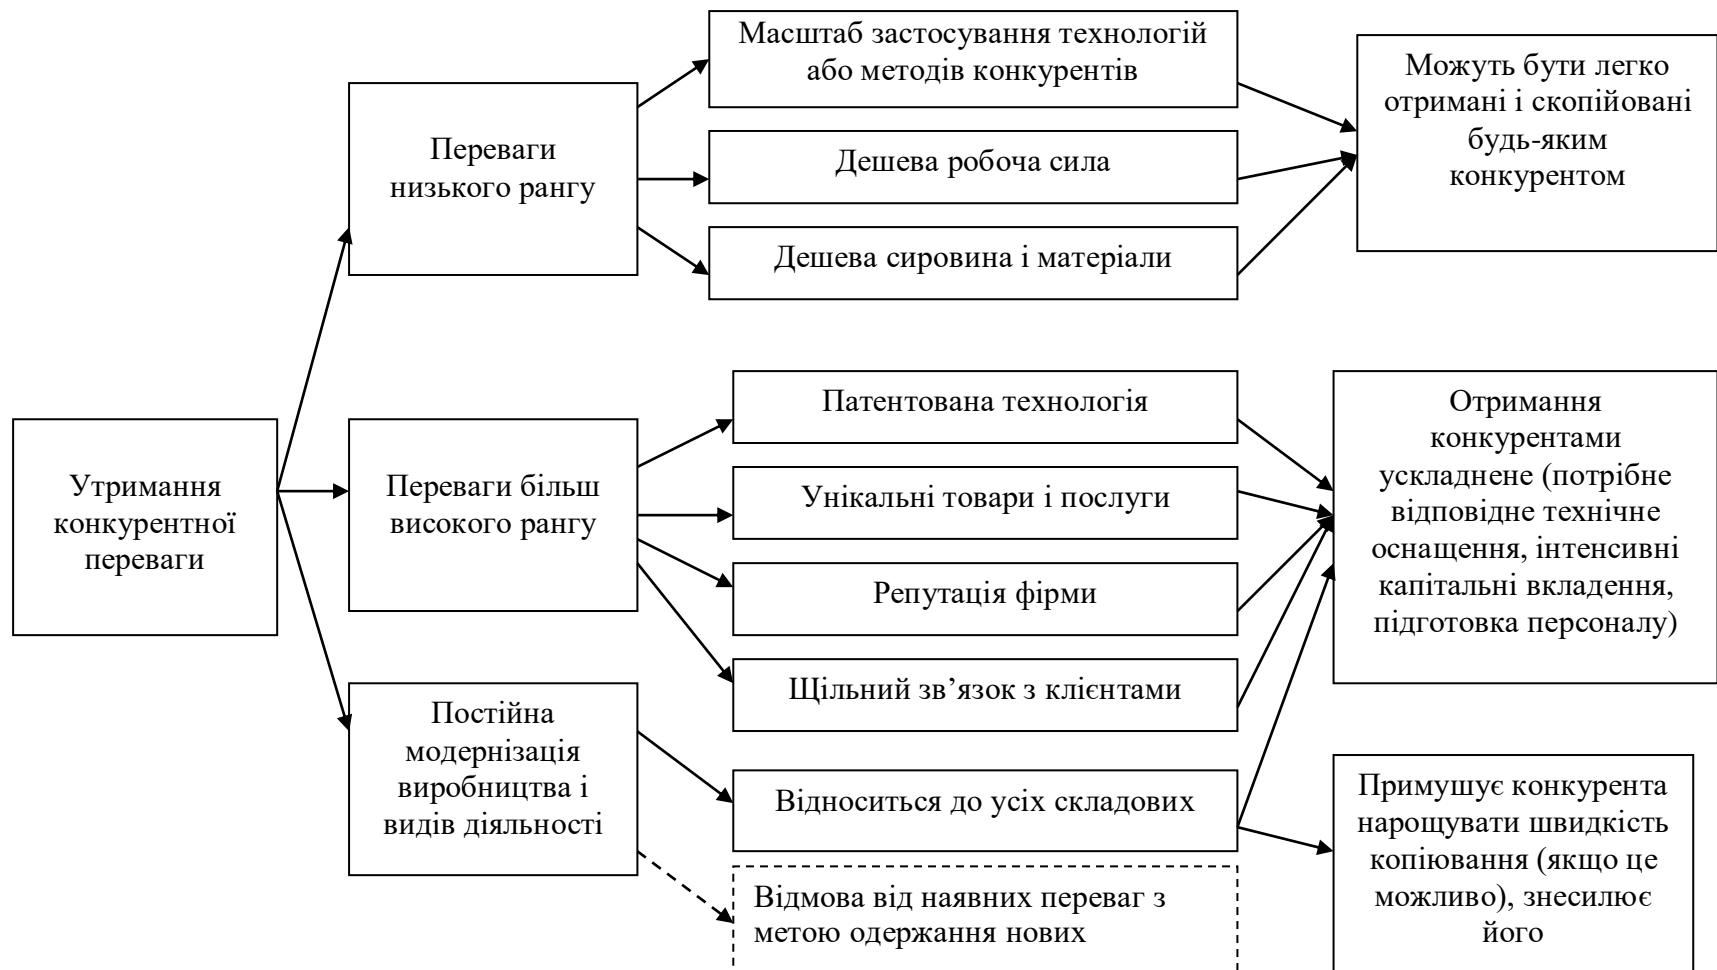 Масштаб застосування технологій
або методів конкурентів
Можуть бути легко
отримані і скопійовані
будь-яким
конкурентом
Переваги
низького рангу
Дешева робоча сила
Дешева сировина і матеріали
Утримання
конкурентної
переваги
Переваги більш
високого рангу
Патентована технологія
Унікальні товари і послуги
Репутація фірми
Щільний зв’язок з клієнтами
Отримання
конкурентами
ускладнене (потрібне
відповідне технічне
оснащення, інтенсивні
капітальні вкладення,
підготовка персоналу)
Постійна
модернізація
виробництва і
видів діяльності
Відноситься до усіх складових
Відмова від наявних переваг з
метою одержання нових
Примушує конкурента
нарощувати швидкість
копіювання (якщо це
можливо), знесилює
його